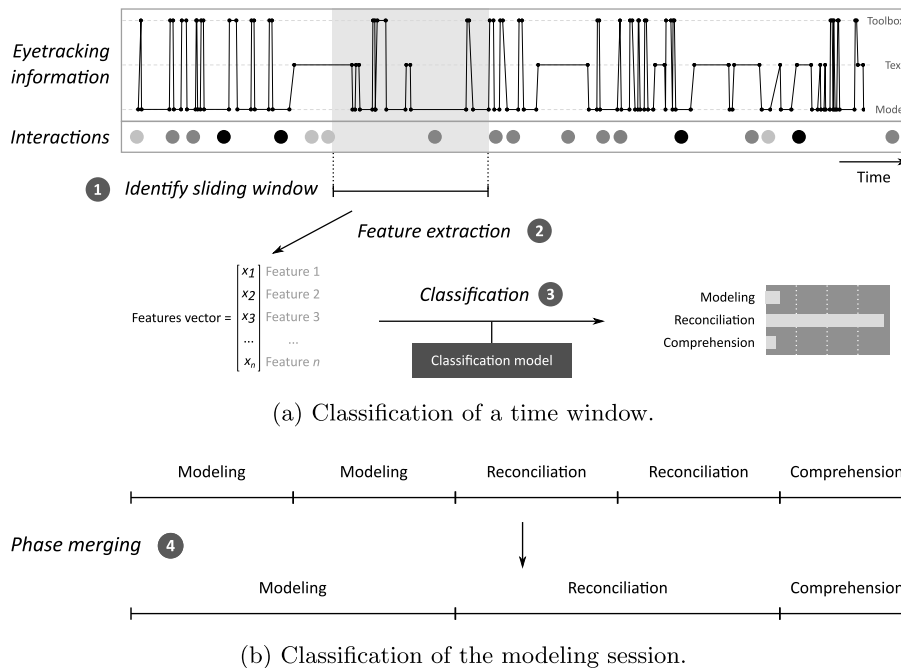 Toolbox
Eyetracking
information
Tex
Mode
Interactions
Time
1 Identify sliding window
Feature extraction 2
x1 Feature 1
x2 Feature 2
Features vector = x3 Feature 3
... ...
xn Feature n
Classification 3
Classification model
Modeling
Reconciliation
Comprehension
(a) Classification of a time window.
Modeling Modeling Reconciliation Reconciliation Comprehension
Phase merging 4
Modeling Reconciliation Comprehension
(b) Classification of the modeling session.